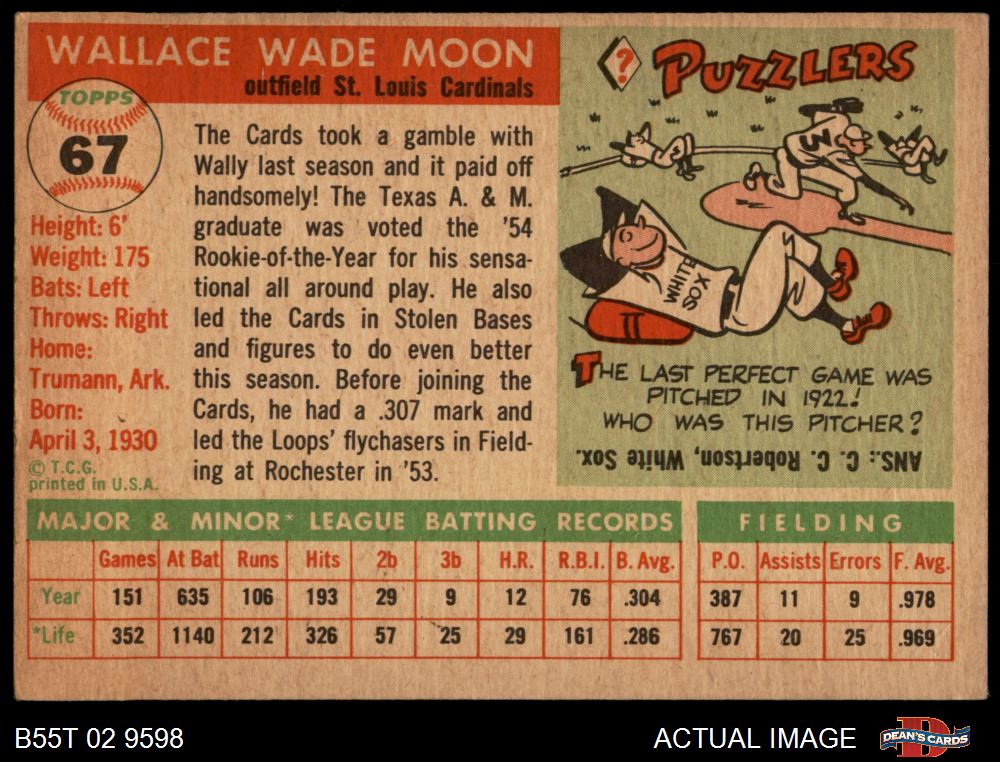 WALLACE WADE MOON
outfield St. Louis Cardinals
TOPPS
67
Height: 6'
Weight: 175
Bats: Left
Throws: Right
Home:
Trumann, Ark.
Born:
April 3, 1930
© T.C.G.
printed in U.S.A.
The Cards took a gamble with
Wally last season and it paid off
handsomely! The Texas A. & M.
graduate was voted the '54
Rookie-of-the-Year for his sensa-
tional all around play. He also
led the Cards in Stolen Bases
and figures to do even better
this season. Before joining the
Cards, he had a .307 mark and
led the Loops' flychasers in Field-
ing at Rochester in '53.
? PUZZLERS
WHITE
SOX
THE LAST PERFECT GAME WAS
PITCHED IN 1922!
WHO WAS THIS PITCHER?
ANS.: C. C. Robertson, White Sox.
MAJOR & MINOR* LEAGUE BATTING RECORDS
Games At Bat Runs Hits 2b 3b H.R. R.B.I. B. Avg.
Year 151 635 106 193 29 9 12 76 .304
*Life 352 1140 212 326 57 25 29 161 .286
FIELDING
P.O. Assists Errors F. Avg.
387 11 9 .978
767 20 25 .969
B55T 02 9598
ACTUAL IMAGE
D
DEAN'S CARDS